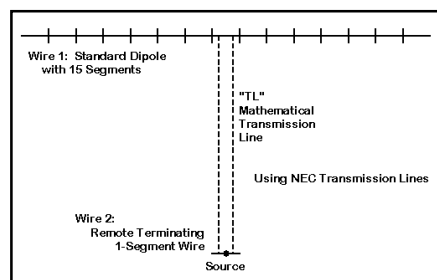 Wire 1: Standard Dipole
with 15 Segments
"TL"
Mathematical
Transmission
Line
Using NEC Transmission Lines
Wire 2:
Remote Terminating
1-Segment Wire
Source